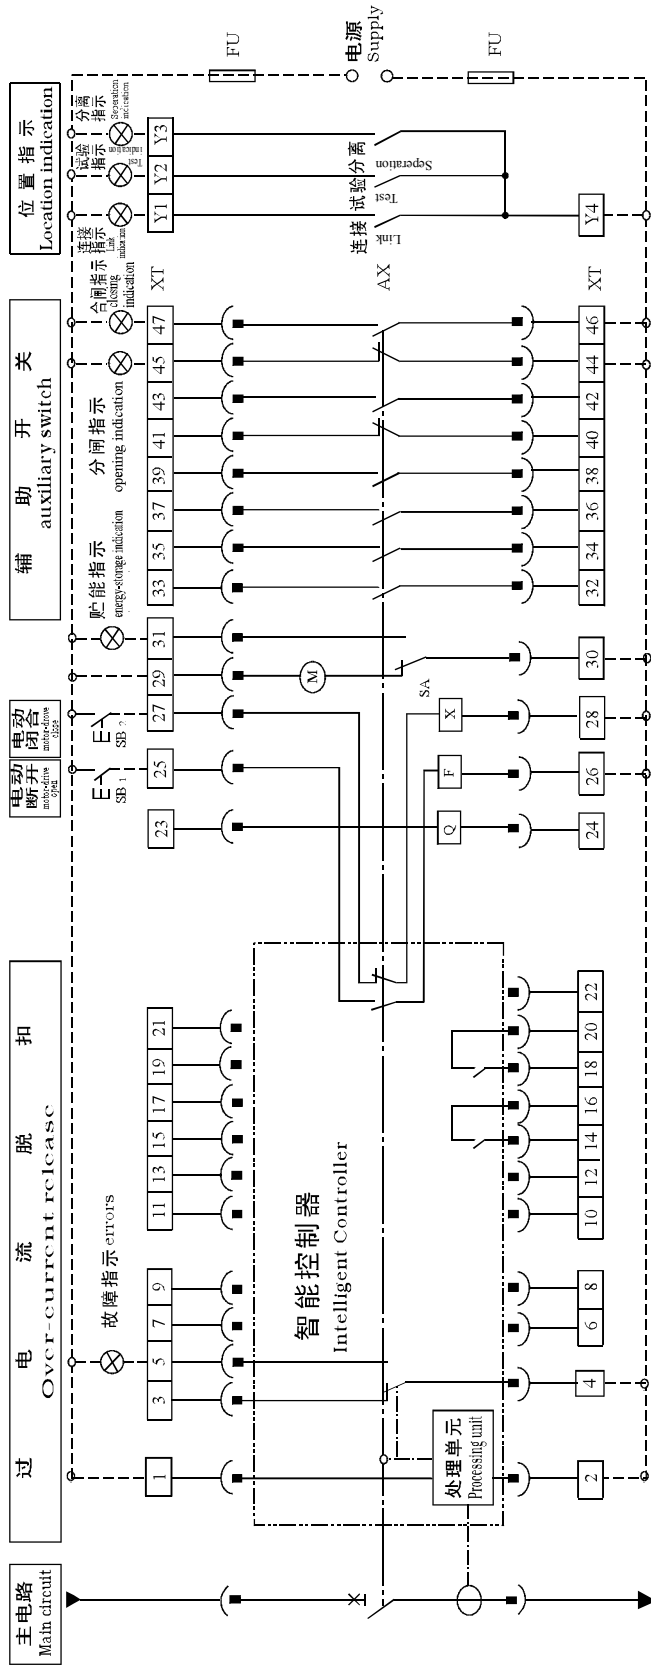 主电路
Main circuit
过 电 流 脱 扣
Over-current release
电动
断开
motor-drive
open
电动
闭合
motor-drove
close
辅 助 开 关
auxiliary switch
位 置 指 示
Location indication
故障指示 errors
SB 1
SB 2
贮能指示
energy-storage indication
分闸指示
opening indication
合闸指示
closing
indication
连接
指示
Link
indication
试验
指示
Test
indication
分离
指示
Seperation
indication
1 3 5 7 9 11 13 15 17 19 21 23 25 27 29 31 33 35 37 39 41 43 45 47 XT Y1 Y2 Y3
FU
智能控制器
Intelligent Controller
M
SA
AX
连接
Link
试验
Test
分离
Seperation
电源
Supply
处理单元
Processing unit
Q F X
2 4 6 8 10 12 14 16 18 20 22 24 26 28 30 32 34 36 38 40 42 44 46 XT Y4
FU